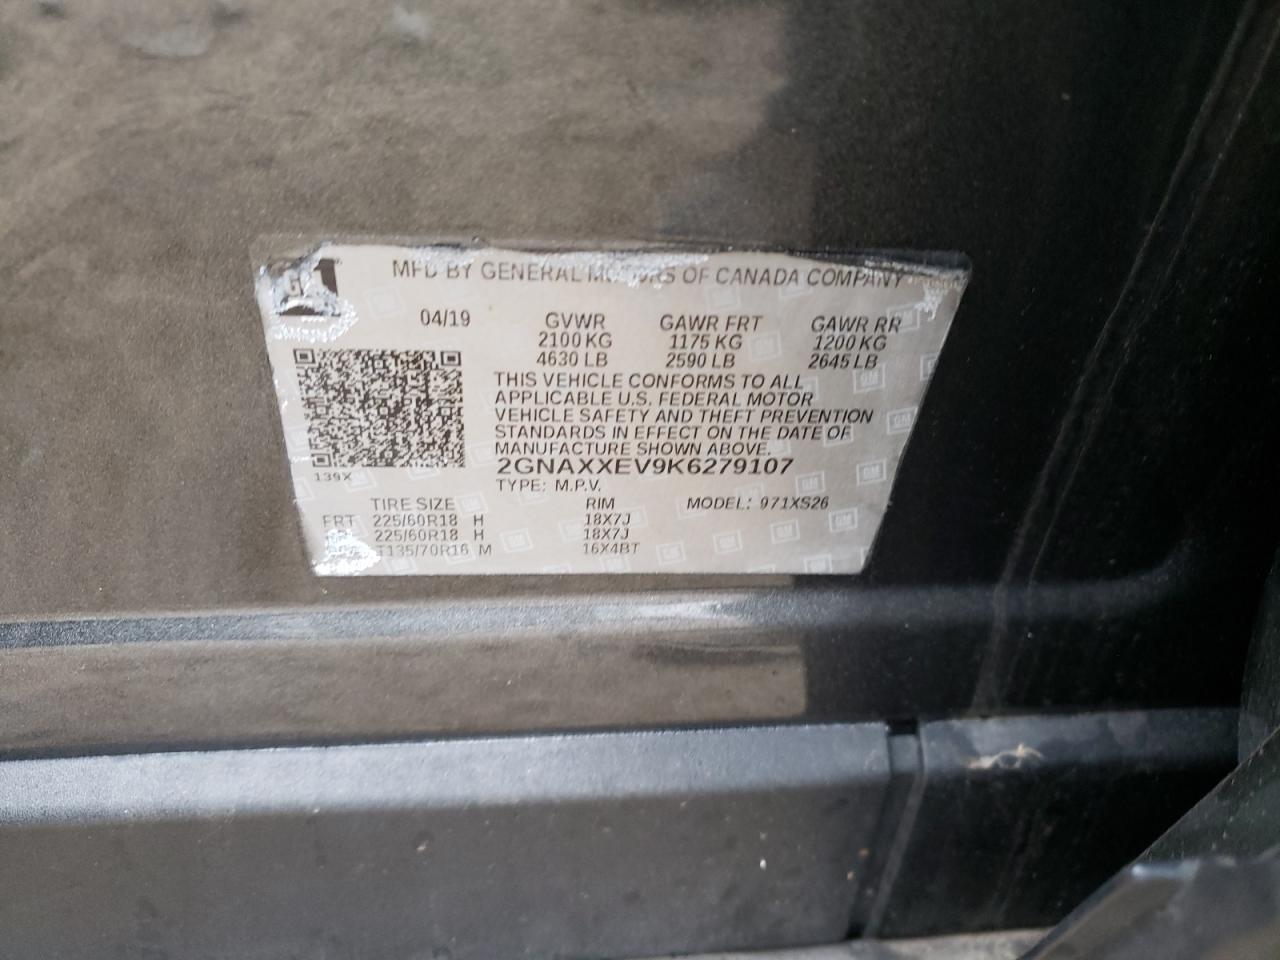 GM
MFD BY GENERAL MOTORS OF CANADA COMPANY
04/19 GVWR GAWR FRT GAWR RR
2100 KG 1175 KG 1200 KG
4630 LB 2590 LB 2645 LB
THIS VEHICLE CONFORMS TO ALL
APPLICABLE U.S. FEDERAL MOTOR
VEHICLE SAFETY AND THEFT PREVENTION
STANDARDS IN EFFECT ON THE DATE OF
MANUFACTURE SHOWN ABOVE.
2GNAXXEV9K6279107
139X
TYPE: M.P.V.
TIRE SIZE RIM MODEL: 971XS26
FRT 225/60R18 H 18X7J
225/60R18 H 18X7J
T135/70R16 M 16X4BT